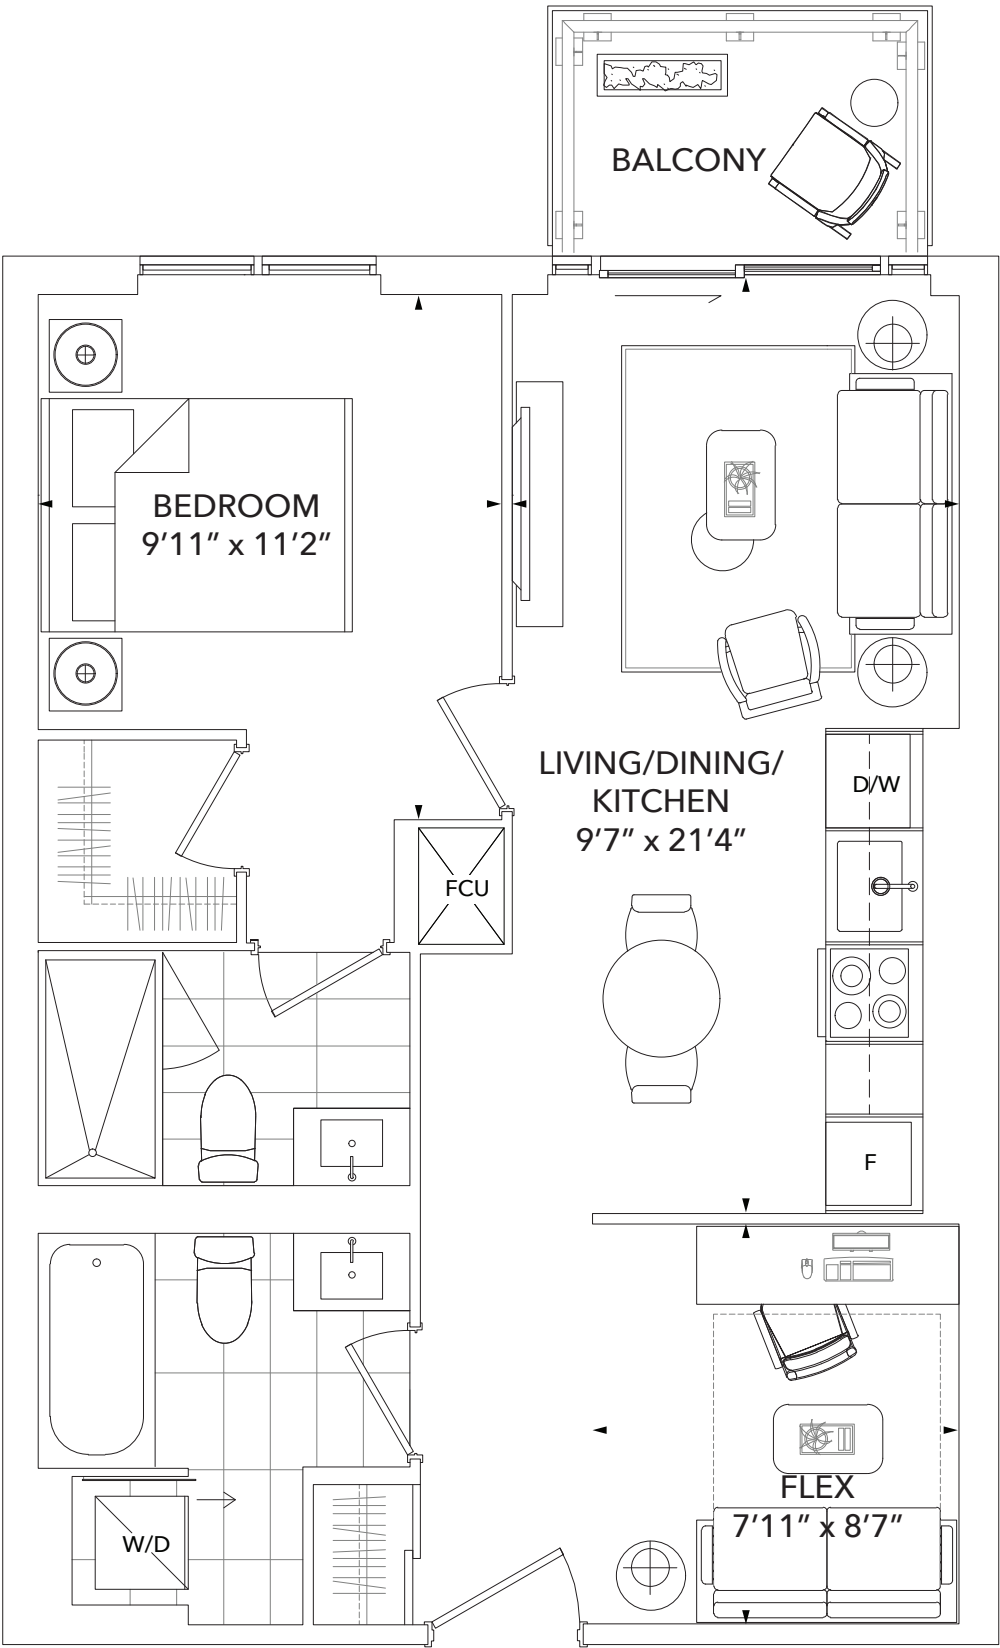 BALCONY
BEDROOM
9'11" x 11'2"
LIVING/DINING/
KITCHEN
9'7" x 21'4"
D/W
FCU
F
FLEX
7'11" x 8'7"
W/D